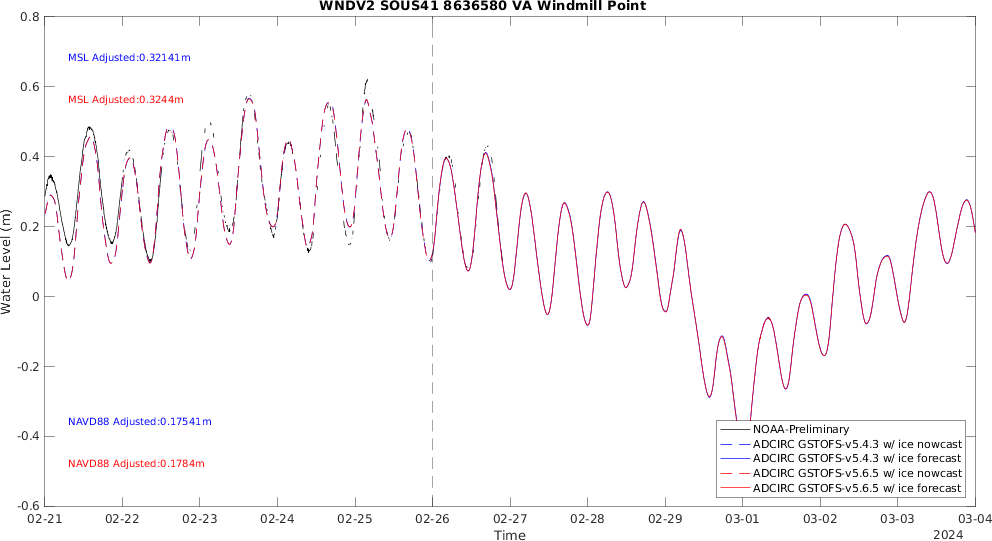 WNDV2 SOUS41 8636580 VA Windmill Point
0.8
0.6
0.4
0.2
0
-0.2
-0.4
-0.6
Water Level (m)
MSL Adjusted:0.32141m
MSL Adjusted:0.3244m
NAVD88 Adjusted:0.17541m
NAVD88 Adjusted:0.1784m
NOAA-Preliminary
ADCIRC GSTOFS-v5.4.3 w/ ice nowcast
ADCIRC GSTOFS-v5.4.3 w/ ice forecast
ADCIRC GSTOFS-v5.6.5 w/ ice nowcast
ADCIRC GSTOFS-v5.6.5 w/ ice forecast
02-21 02-22 02-23 02-24 02-25 02-26 02-27 02-28 02-29 03-01 03-02 03-03 03-04
Time
2024